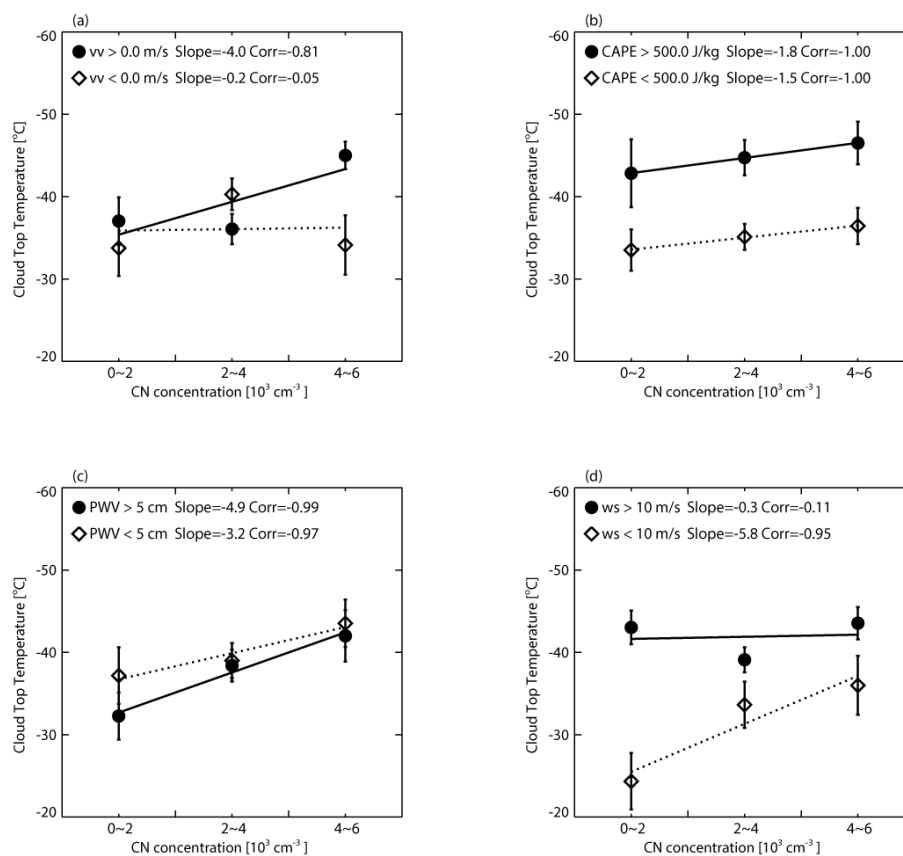 (a)
-60
vv > 0.0 m/s Slope=-4.0 Corr=-0.81
vv < 0.0 m/s Slope=-0.2 Corr=-0.05
-50
-40
-30
-20
Cloud Top Temperature [°C]
0~2 2~4 4~6
CN concentration [10³ cm⁻³ ]
(b)
-60
CAPE > 500.0 J/kg Slope=-1.8 Corr=-1.00
CAPE < 500.0 J/kg Slope=-1.5 Corr=-1.00
-50
-40
-30
-20
Cloud Top Temperature [°C]
0~2 2~4 4~6
CN concentration [10³ cm⁻³ ]
(c)
-60
PWV > 5 cm Slope=-4.9 Corr=-0.99
PWV < 5 cm Slope=-3.2 Corr=-0.97
-50
-40
-30
-20
Cloud Top Temperature [°C]
0~2 2~4 4~6
CN concentration [10³ cm⁻³ ]
(d)
-60
ws > 10 m/s Slope=-0.3 Corr=-0.11
ws < 10 m/s Slope=-5.8 Corr=-0.95
-50
-40
-30
-20
Cloud Top Temperature [°C]
0~2 2~4 4~6
CN concentration [10³ cm⁻³ ]